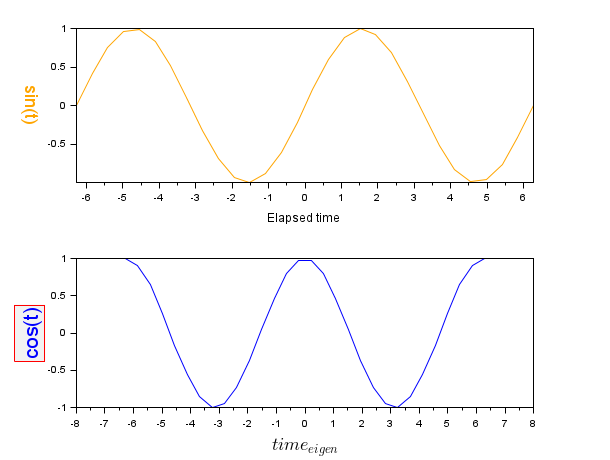 1
0.5
0
-0.5
sin(t)
-6 -5 -4 -3 -2 -1 0 1 2 3 4 5 6
Elapsed time
1
0.5
0
-0.5
-1
cos(t)
-8 -7 -6 -5 -4 -3 -2 -1 0 1 2 3 4 5 6 7 8
time_{eigen}